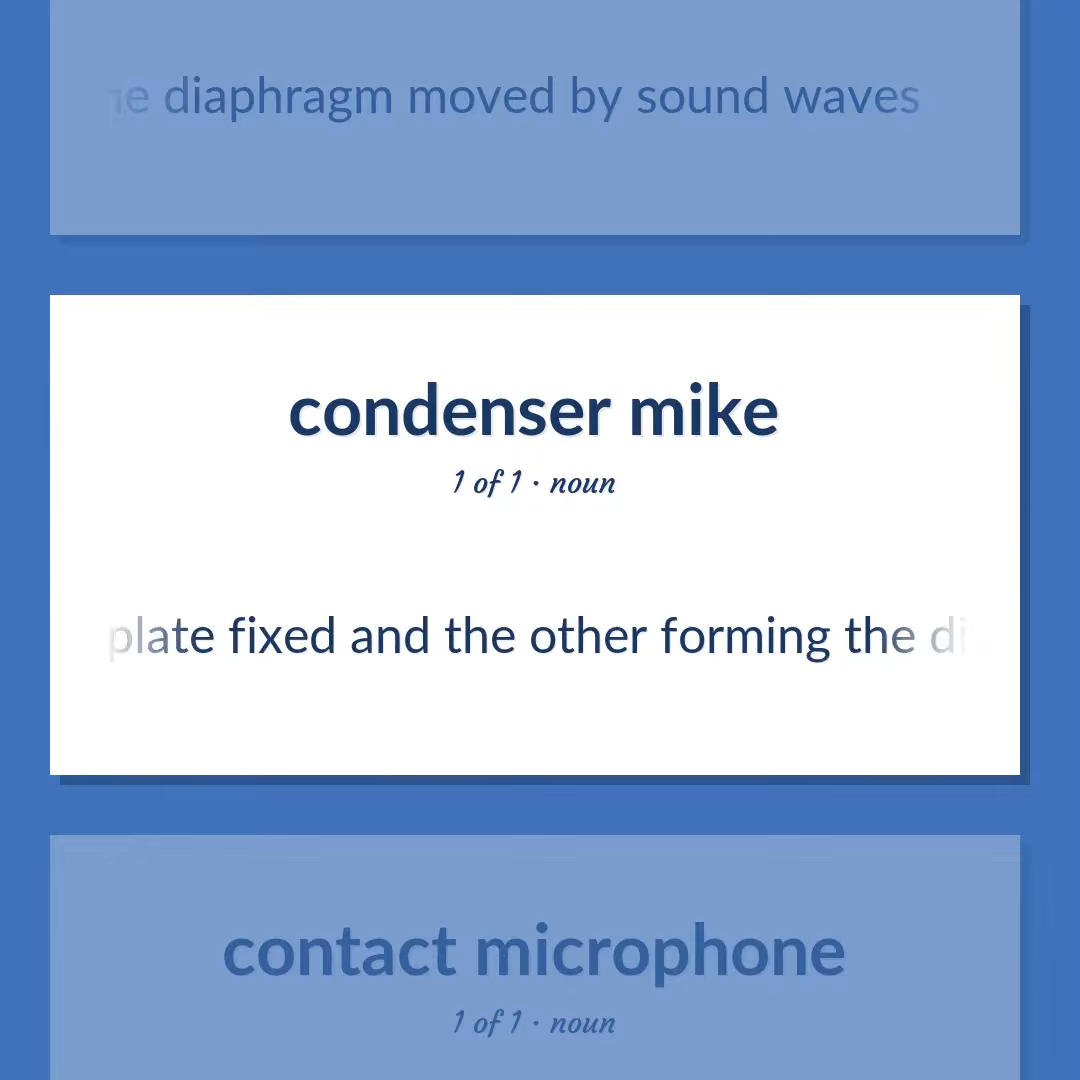 diaphragm moved by sound waves
condenser mike
1 of 1 · noun
plate fixed and the other forming the
contact microphone
1 of 1 · noun